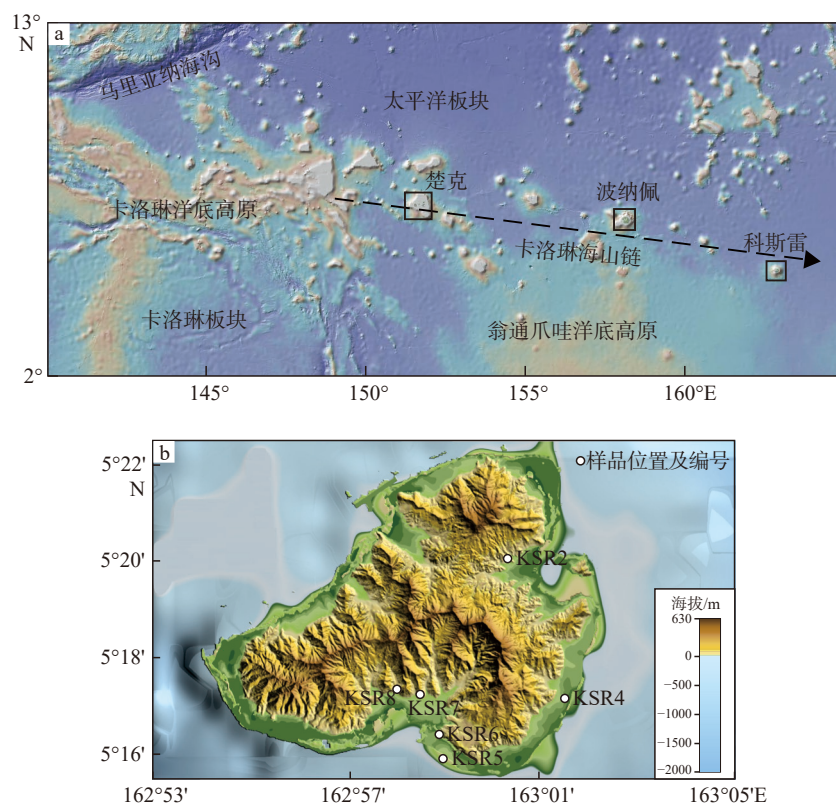 13°
N
a
马里亚纳海沟
太平洋板块
楚克
波纳佩
卡洛琳洋底高原
科斯雷
卡洛琳海山链
卡洛琳板块
翁通爪哇洋底高原
2°
145°
150°
155°
160°E
b
5°22'
N
样品位置及编号
5°20'
KSR2
海拔/m
630
0
−500
−1000
−1500
−2000
5°18'
KSR8
KSR7
KSR4
KSR6
5°16'
KSR5
162°53'
162°57'
163°01'
163°05'E